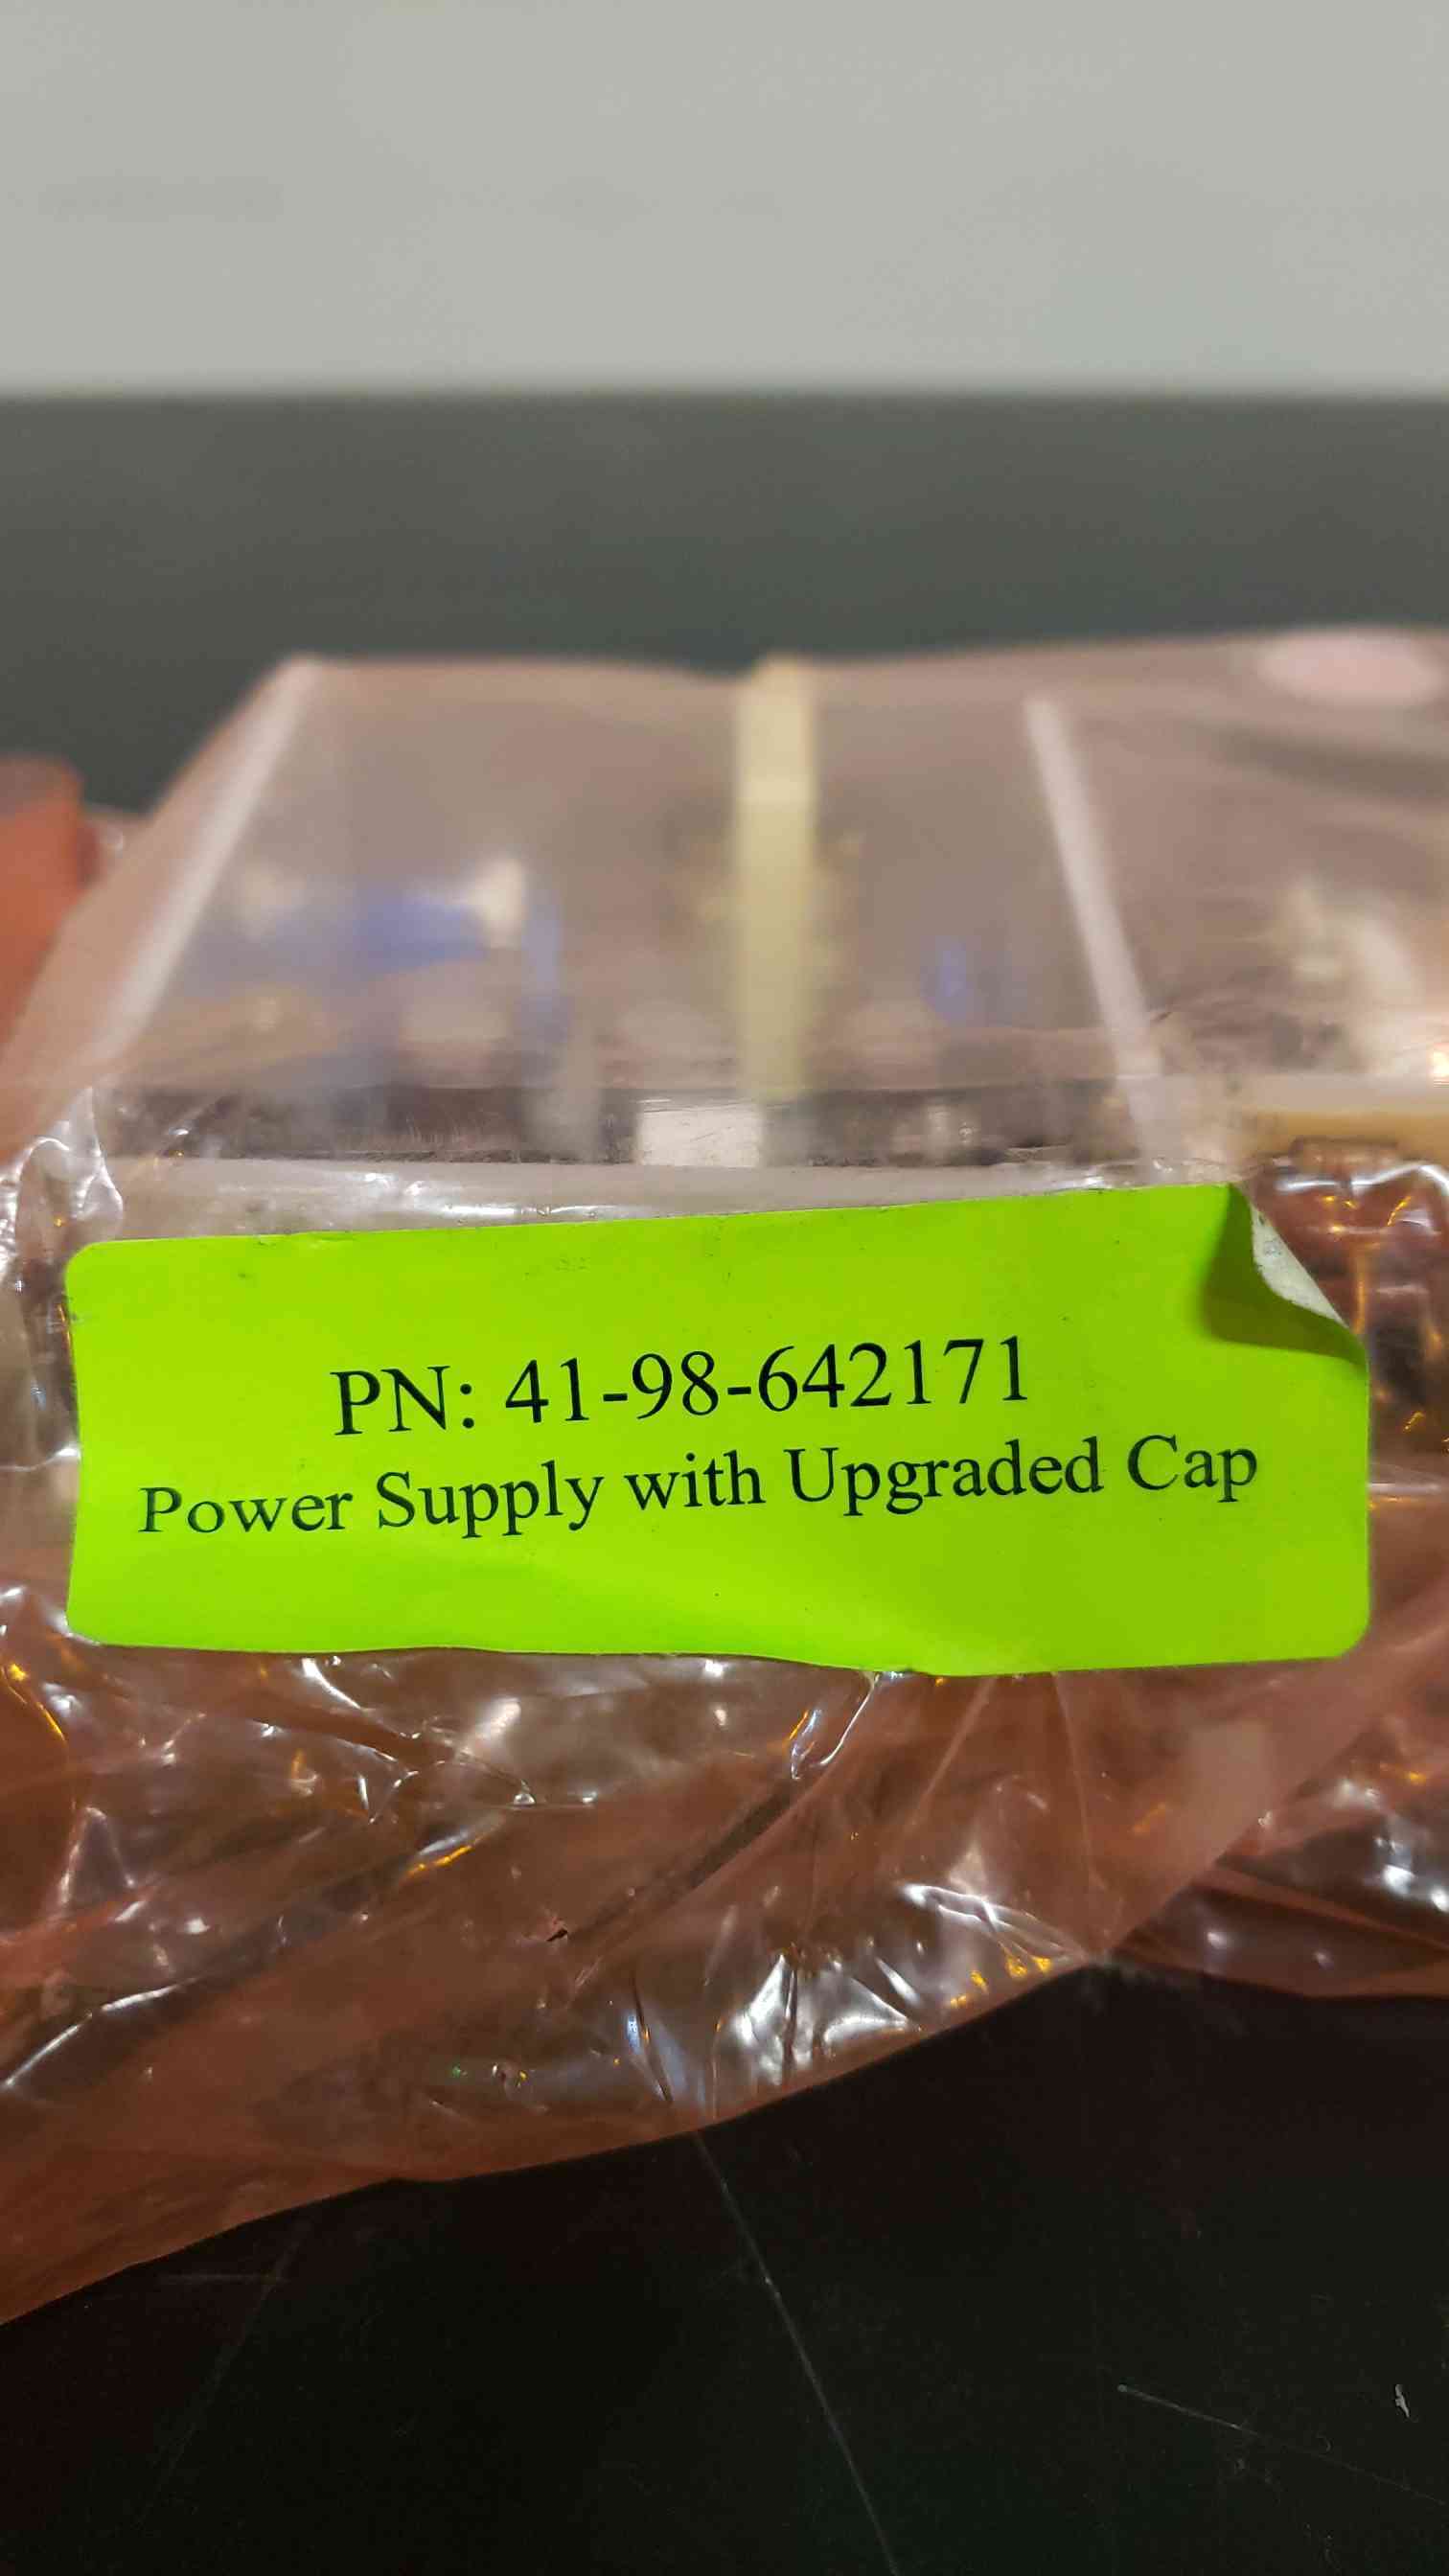 PN: 41-98-642171
Power Supply with Upgraded Cap